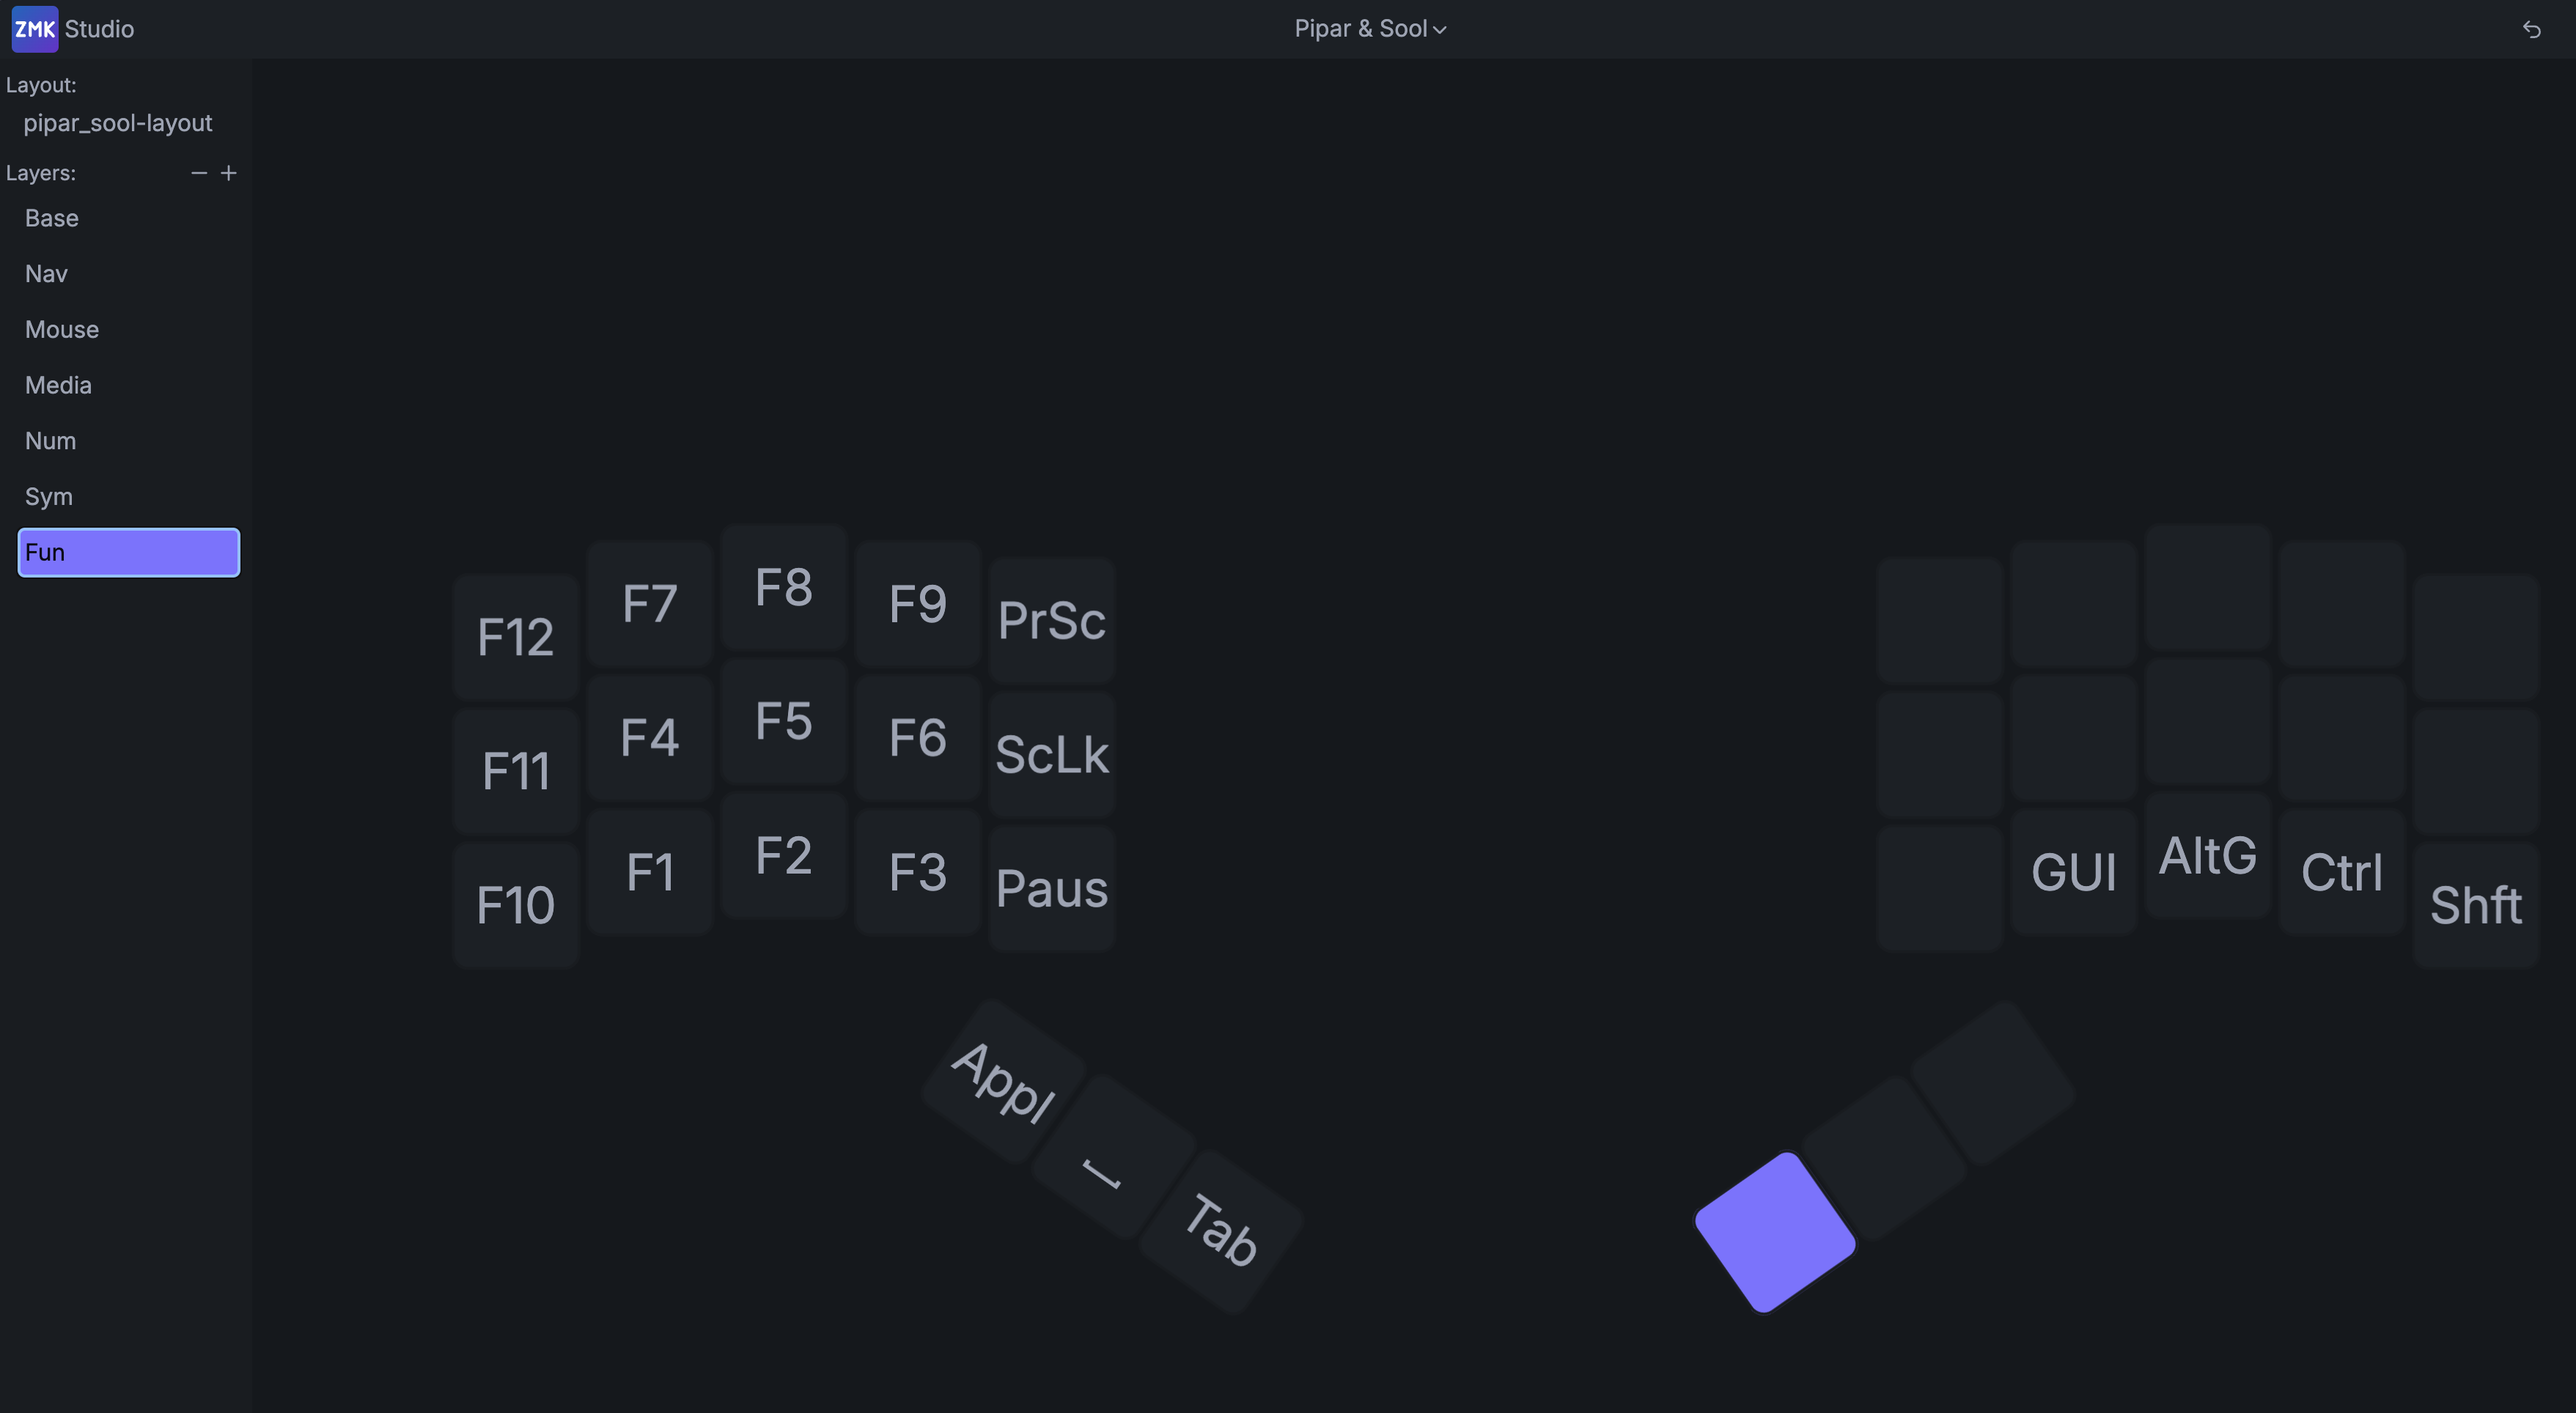 ZMK Studio
Pipar & Sool
Layout:
pipar_sool-layout
Layers:
Base
Nav
Mouse
Media
Num
Sym
Fun
F12 F7 F8 F9 PrSc
F11 F4 F5 F6 ScLk
F10 F1 F2 F3 Paus
GUI AltG Ctrl Shft
Appl
⎵
Tab